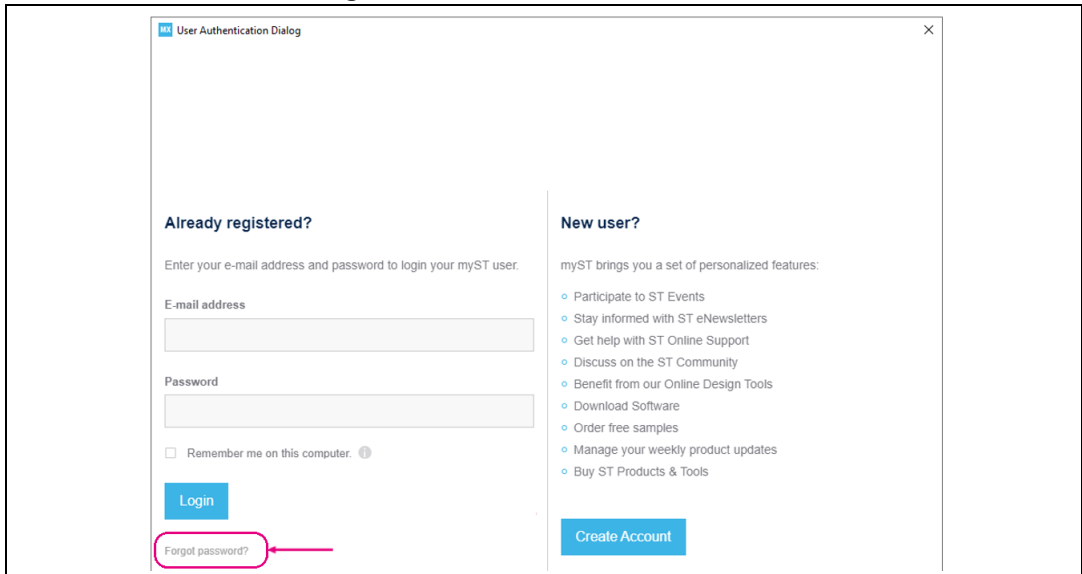 MX User Authentication Dialog
Already registered?
Enter your e-mail address and password to login your myST user.
E-mail address
Password
Remember me on this computer.
Login
Forgot password?
New user?
myST brings you a set of personalized features:
Participate to ST Events
Stay informed with ST eNewsletters
Get help with ST Online Support
Discuss on the ST Community
Benefit from our Online Design Tools
Download Software
Order free samples
Manage your weekly product updates
Buy ST Products & Tools
Create Account